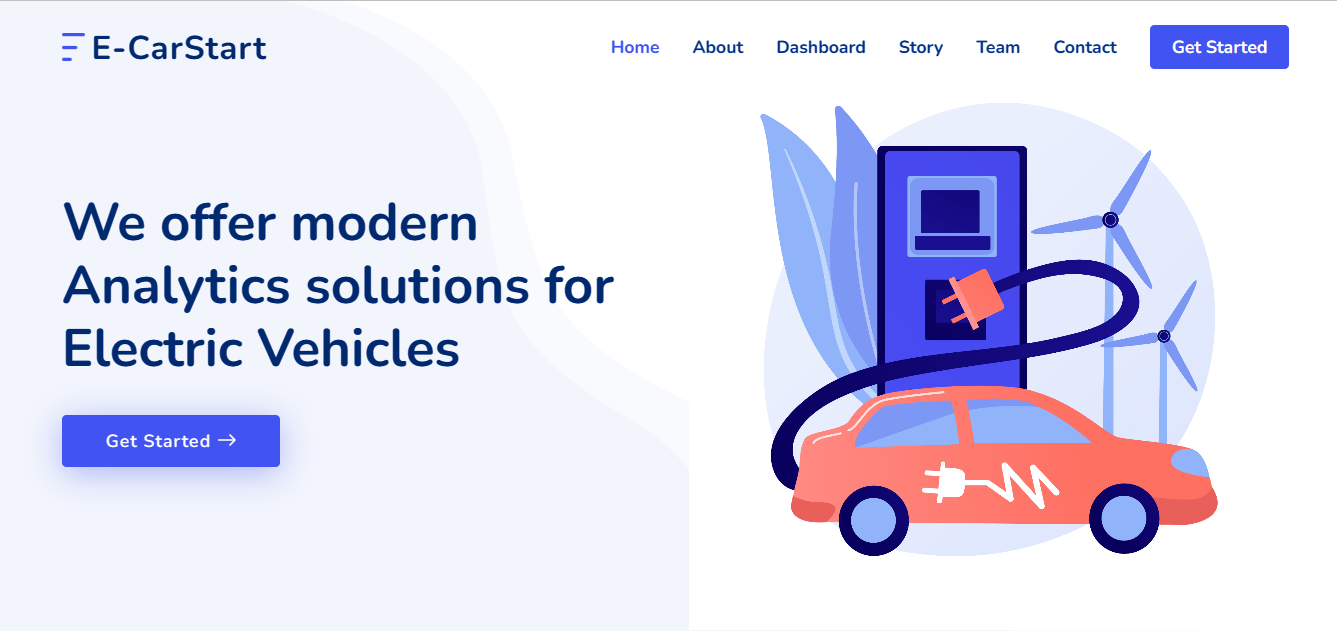 E-CarStart
Home About Dashboard Story Team Contact Get Started
We offer modern
Analytics solutions for
Electric Vehicles
Get Started →